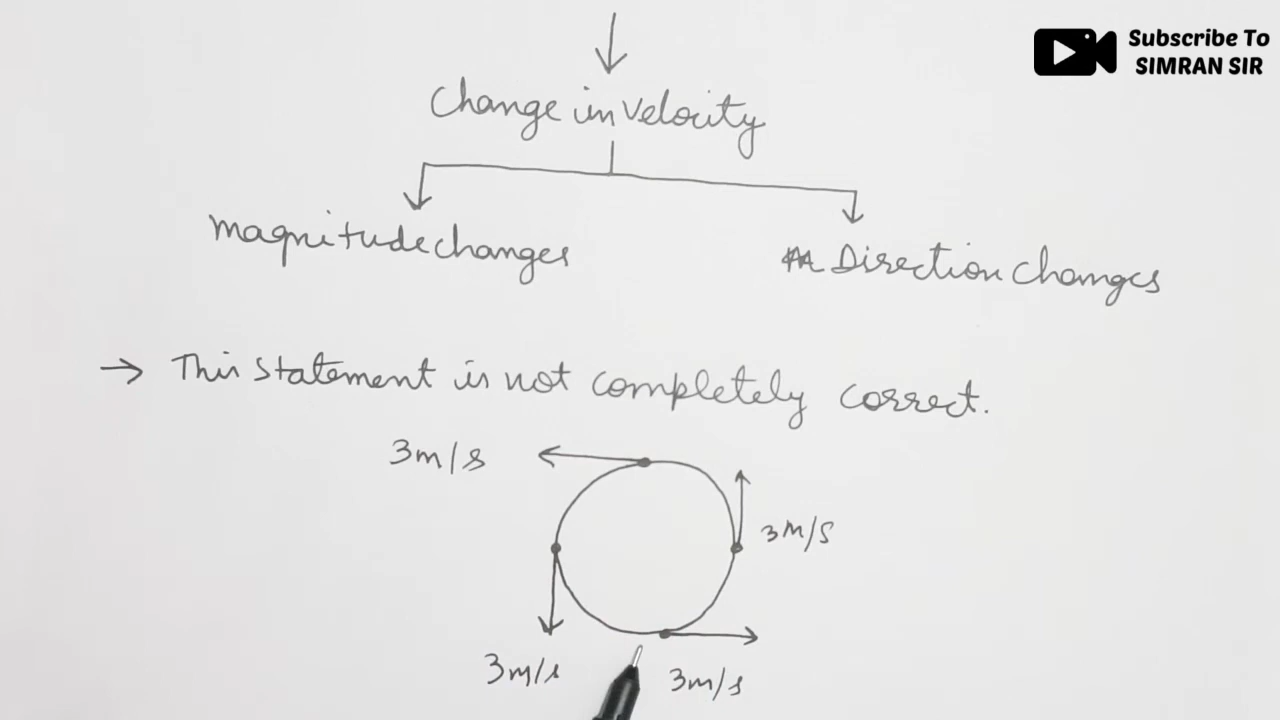 Subscribe To
SIMRAN SIR
Change in Velocity
Magnitude changes
Direction Changes
→ This Statement is not completely correct.
3m/s
3m/s
3m/s
3m/s